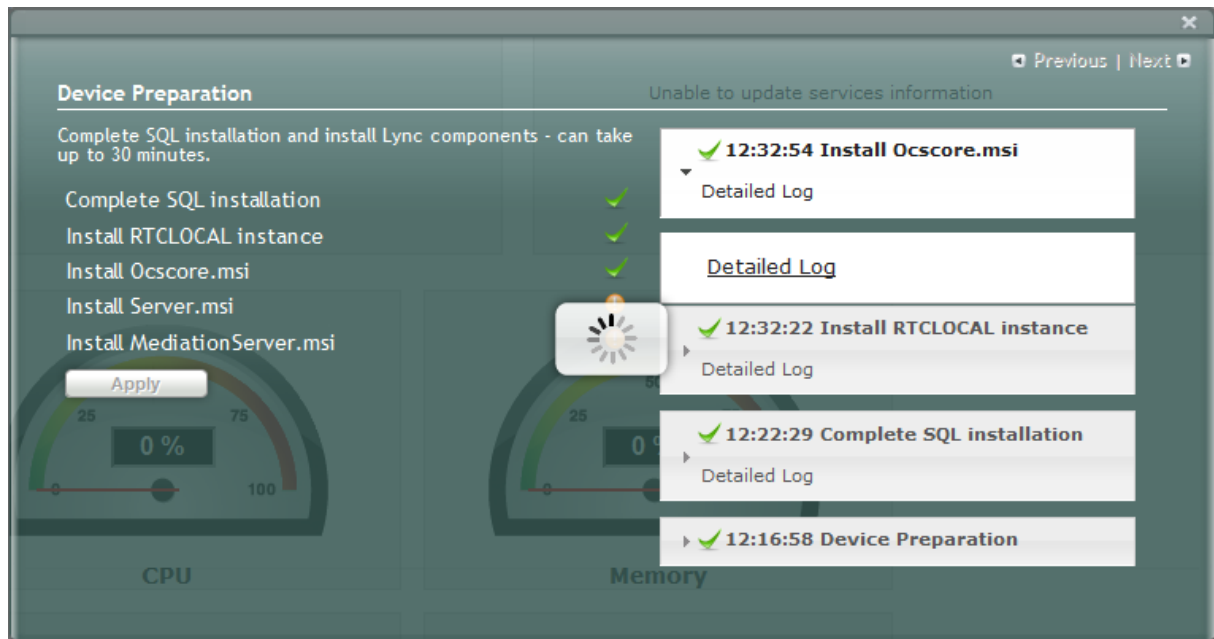 Previous | Next
Device Preparation
Unable to update services information
Complete SQL installation and install Lync components - can take
up to 30 minutes.
Complete SQL installation
Install RTCLOCAL instance
Install Ocscore.msi
Install Server.msi
Install MediationServer.msi
Apply
12:32:54 Install Ocscore.msi
Detailed Log
Detailed Log
12:32:22 Install RTCLOCAL instance
Detailed Log
12:22:29 Complete SQL installation
Detailed Log
12:16:58 Device Preparation
25
75
0 %
0
100
CPU
50
25
0 %
0
Memory